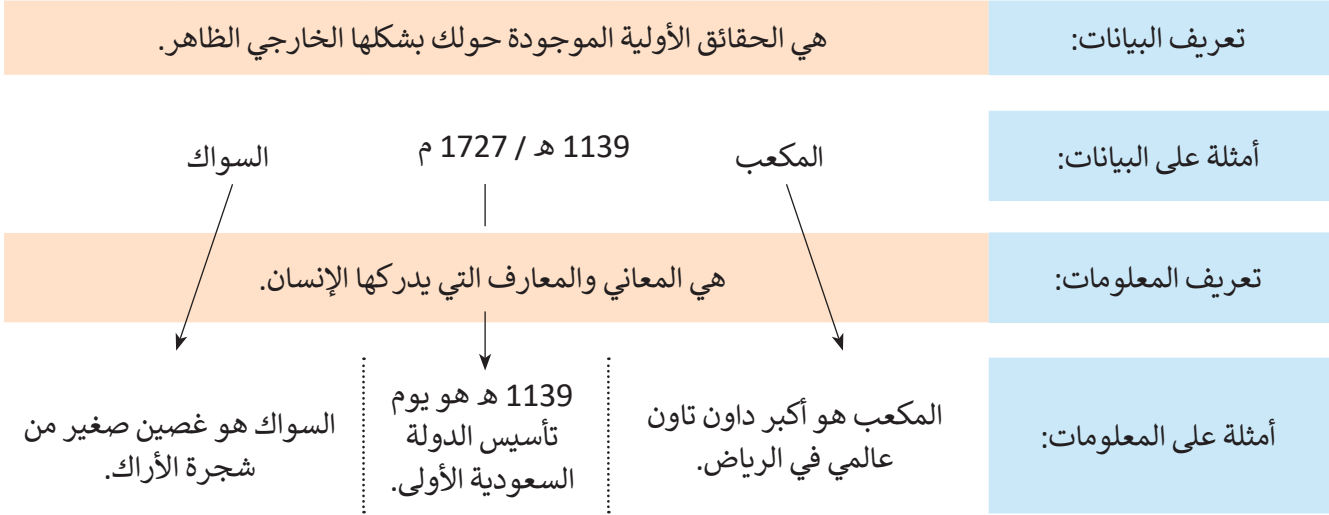 تعريف البيانات:
هي الحقائق الأولية الموجودة حولك بشكلها الخارجي الظاهر.
أمثلة على البيانات:
المكعب
1139 هـ / 1727 م
السواك
تعريف المعلومات:
هي المعاني والمعارف التي يدركها الإنسان.
أمثلة على المعلومات:
المكعب هو أكبر داون تاون
عالمي في الرياض.
1139 هـ هو يوم
تأسيس الدولة
السعودية الأولى.
السواك هو غصين صغير من
شجرة الأراك.